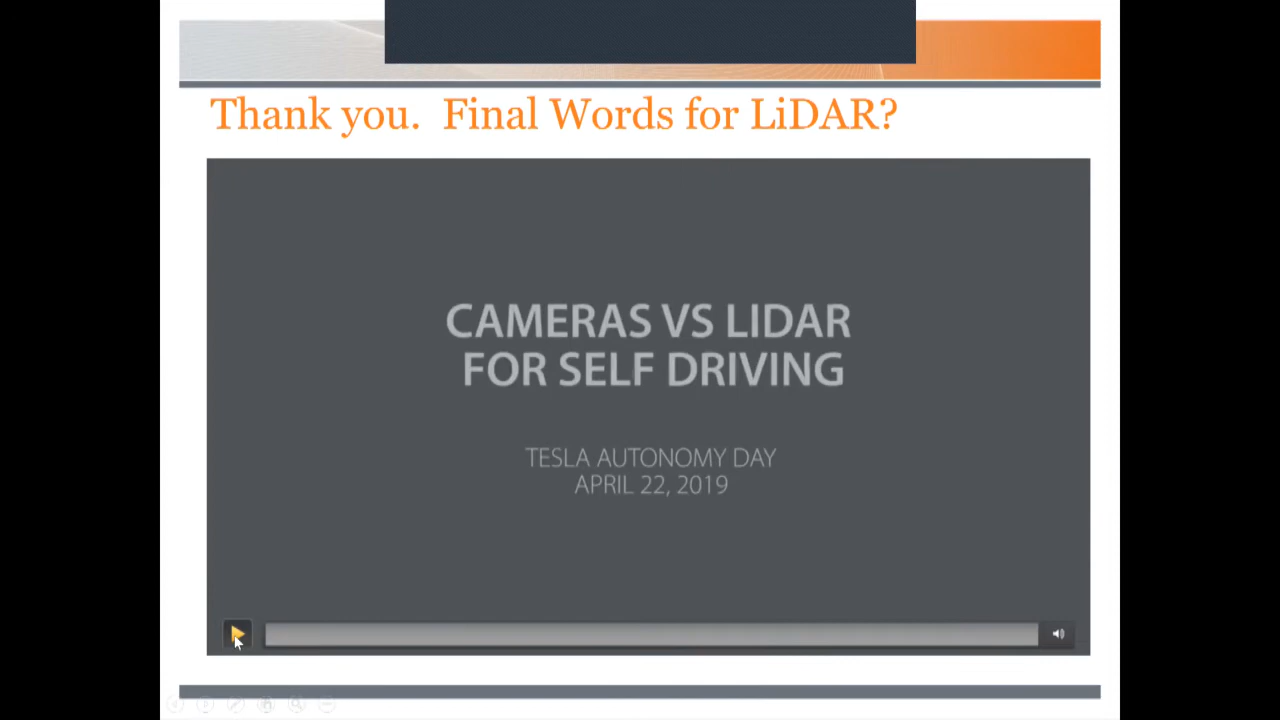 Thank you.  Final Words for LiDAR?
CAMERAS VS LIDAR
FOR SELF DRIVING
TESLA AUTONOMY DAY
APRIL 22, 2019